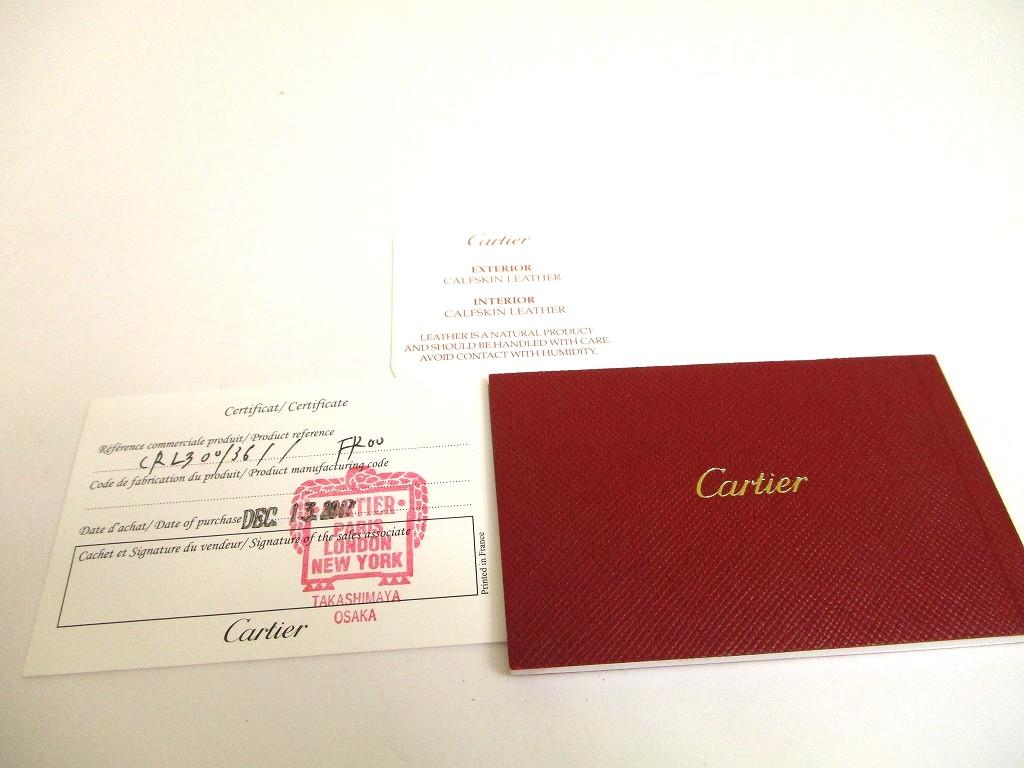 Cartier
EXTERIOR
CALFSKIN LEATHER
INTERIOR
CALFSKIN LEATHER
LEATHER IS A NATURAL PRODUCT
AND SHOULD BE HANDLED WITH CARE.
AVOID CONTACT WITH HUMIDITY.
Certificat/ Certificate
Référence commerciale produit/ Product reference
Code de fabrication du produit/ Product manufacturing code
Date d'achat/ Date of purchase DEC 13.2017
Cachet et Signature du vendeur/ Signature of the sales associate
CARTIER
PARIS
LONDON
NEW YORK
TAKASHIMAYA
OSAKA
Printed in France
Cartier
Cartier